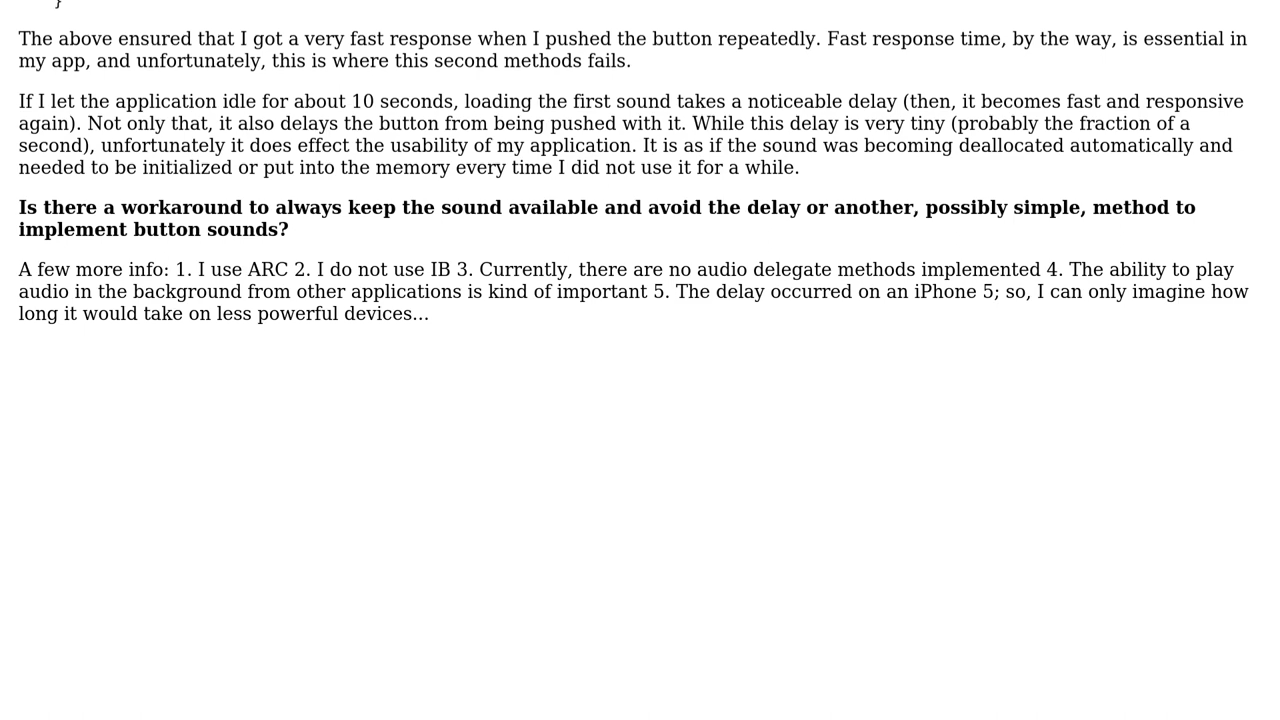 }
The above ensured that I got a very fast response when I pushed the button repeatedly. Fast response time, by the way, is essential in
my app, and unfortunately, this is where this second methods fails.
If I let the application idle for about 10 seconds, loading the first sound takes a noticeable delay (then, it becomes fast and responsive
again). Not only that, it also delays the button from being pushed with it. While this delay is very tiny (probably the fraction of a
second), unfortunately it does effect the usability of my application. It is as if the sound was becoming deallocated automatically and
needed to be initialized or put into the memory every time I did not use it for a while.
Is there a workaround to always keep the sound available and avoid the delay or another, possibly simple, method to
implement button sounds?
A few more info: 1. I use ARC 2. I do not use IB 3. Currently, there are no audio delegate methods implemented 4. The ability to play
audio in the background from other applications is kind of important 5. The delay occurred on an iPhone 5; so, I can only imagine how
long it would take on less powerful devices...